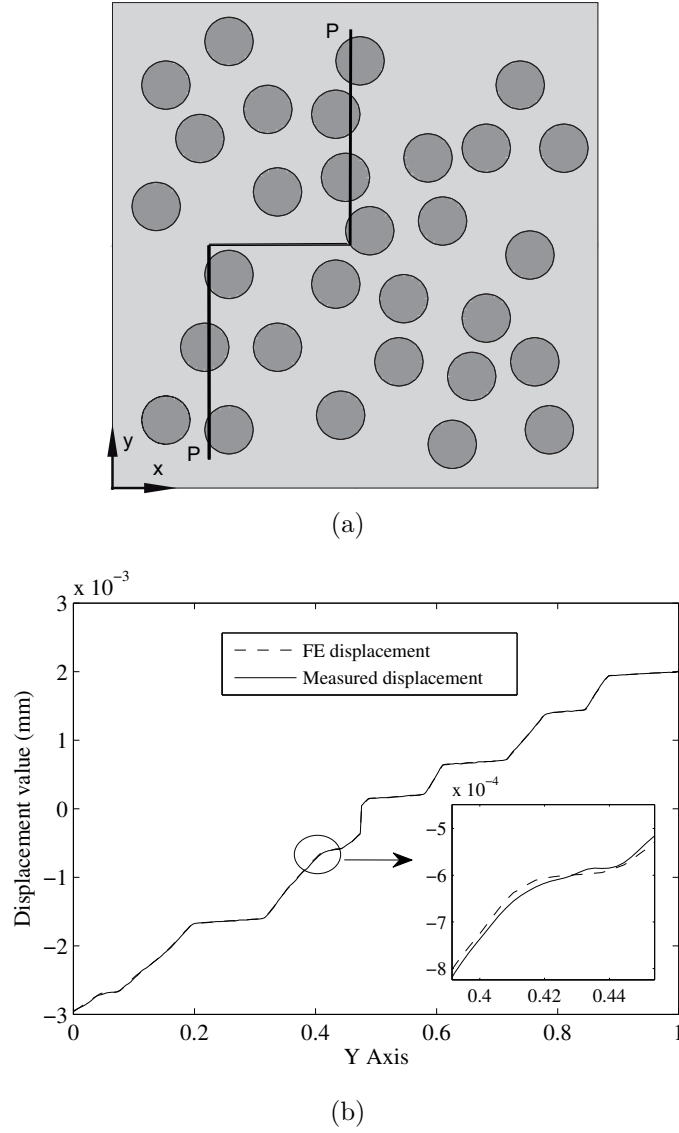 P
P
y
x
(a)
x 10⁻³
3
2
1
0
−1
−2
−3
Displacement value (mm)
FE displacement
Measured displacement
x 10⁻⁴
−5
−6
−7
−8
0.4
0.42
0.44
0
0.2
0.4
0.6
0.8
1
Y Axis
(b)